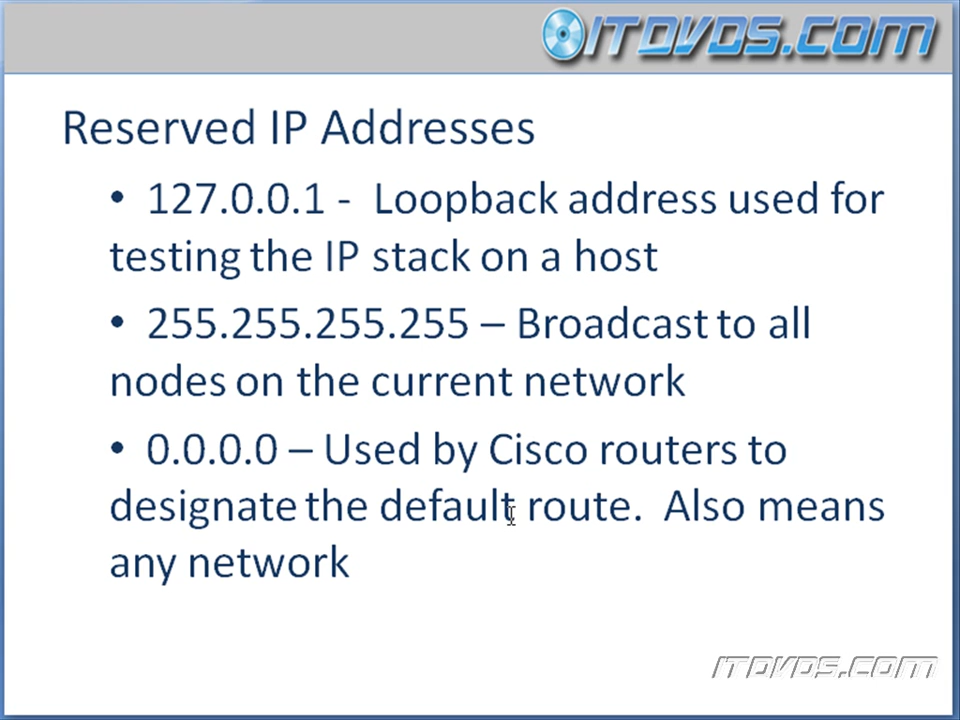 ITDVDS.COM
Reserved IP Addresses
• 127.0.0.1 - Loopback address used for
testing the IP stack on a host
• 255.255.255.255 – Broadcast to all
nodes on the current network
• 0.0.0.0 – Used by Cisco routers to
designate the default route. Also means
any network
ITDVDS.COM